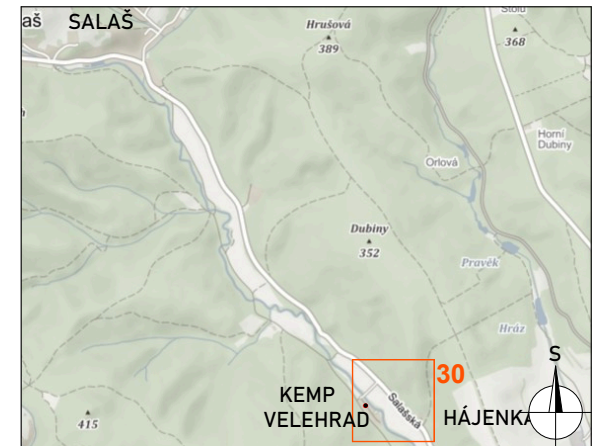 aš
SALAŠ
Hrušová
389
368
Horní
Dubiny
Orlová
Dubiny
352
Pravěk
Hráz
S
30
KEMP
VELEHRAD
Salašská
HÁJENKA
415